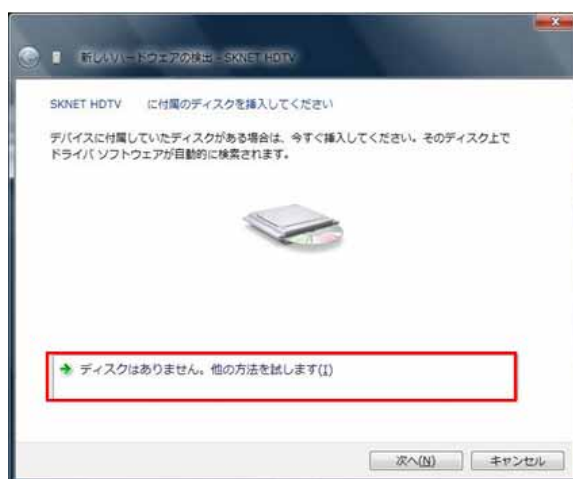 新しいハードウェアの検出 - SKNET HDTV
SKNET HDTV に付属のディスクを挿入してください
デバイスに付属していたディスクがある場合は、今すぐ挿入してください。そのディスク上で
ドライバ ソフトウェアが自動的に検索されます。
ディスクはありません。他の方法を試します(I)
次へ(N) キャンセル